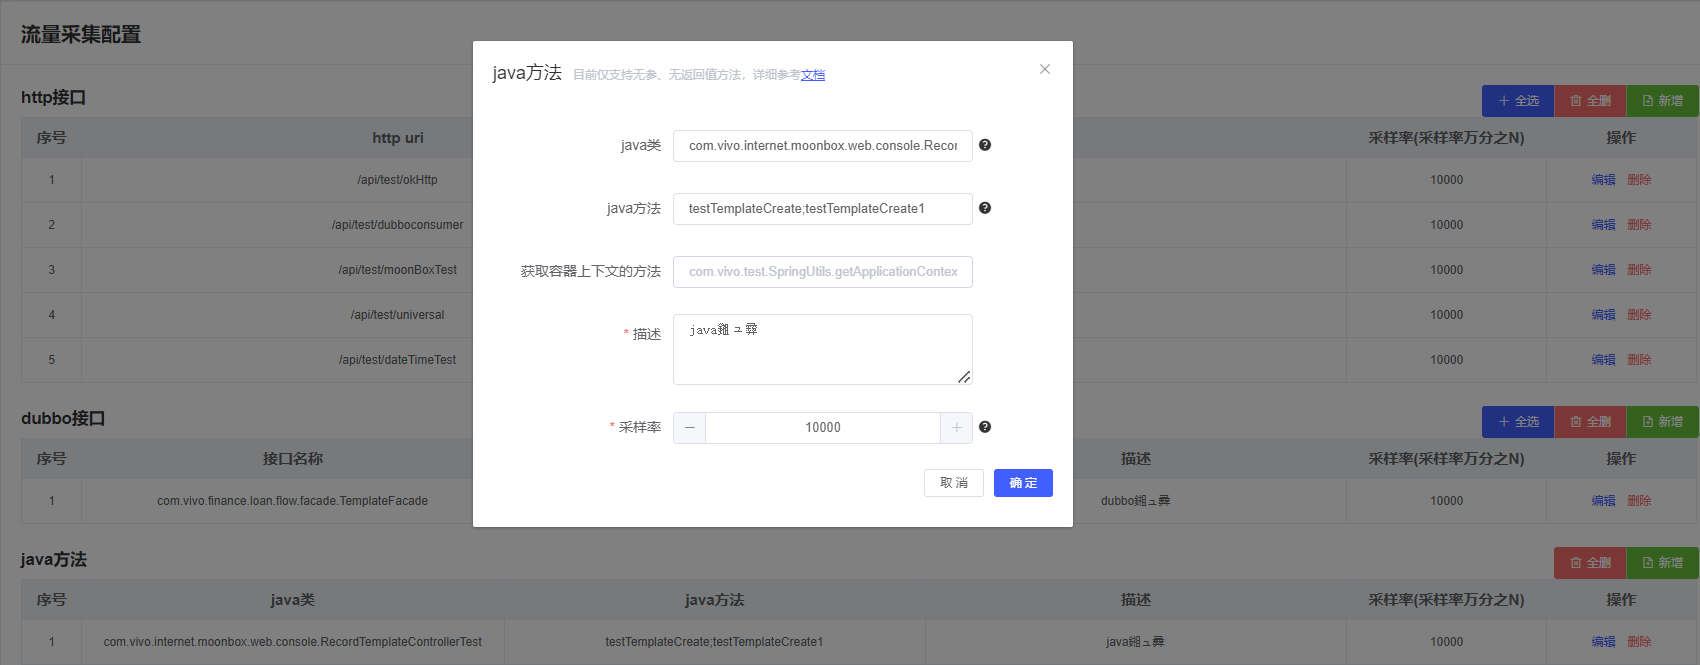 流量采集配置
http接口
全选 全删 新增
序号 http uri 采样率(采样率万分之N) 操作
1 /api/test/okHttp 10000 编辑 删除
2 /api/test/dubboconsumer 10000 编辑 删除
3 /api/test/moonBoxTest 10000 编辑 删除
4 /api/test/universal 10000 编辑 删除
5 /api/test/dateTimeTest 10000 编辑 删除
dubbo接口
全选 全删 新增
序号 接口名称 描述 采样率(采样率万分之N) 操作
1 com.vivo.finance.loan.flow.facade.TemplateFacade dubbo鎺ュ彛 10000 编辑 删除
java方法
全删 新增
序号 java类 java方法 描述 采样率(采样率万分之N) 操作
1 com.vivo.internet.moonbox.web.console.RecordTemplateControllerTest testTemplateCreate;testTemplateCreate1 java鎺ュ彛 10000 编辑 删除
java方法 目前仅支持无参、无返回值方法，详细参考文档
java类 com.vivo.internet.moonbox.web.console.Recor
java方法 testTemplateCreate;testTemplateCreate1
获取容器上下文的方法 com.vivo.test.SpringUtils.getApplicationContex
* 描述 java鎺ュ彛
* 采样率 10000
取消 确定